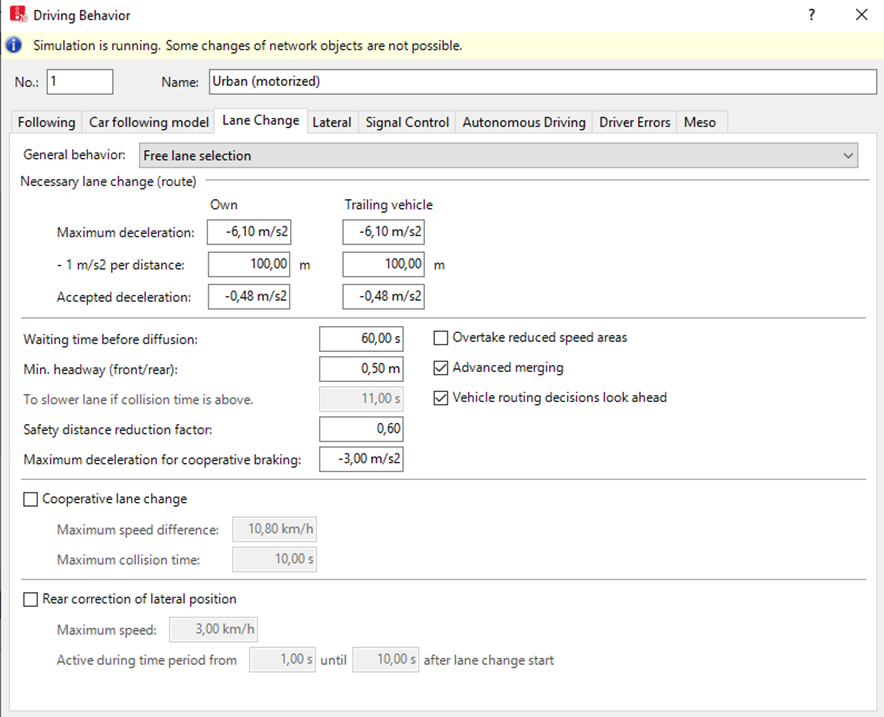 Driving Behavior
Simulation is running. Some changes of network objects are not possible.
No.: 1 Name: Urban (motorized)
Following Car following model Lane Change Lateral Signal Control Autonomous Driving Driver Errors Meso
General behavior: Free lane selection
Necessary lane change (route)
Own Trailing vehicle
Maximum deceleration: -6,10 m/s2 -6,10 m/s2
- 1 m/s2 per distance: 100,00 m 100,00 m
Accepted deceleration: -0,48 m/s2 -0,48 m/s2
Waiting time before diffusion: 60,00 s Overtake reduced speed areas
Min. headway (front/rear): 0,50 m Advanced merging
To slower lane if collision time is above. 11,00 s Vehicle routing decisions look ahead
Safety distance reduction factor: 0,60
Maximum deceleration for cooperative braking: -3,00 m/s2
Cooperative lane change
Maximum speed difference: 10,80 km/h
Maximum collision time: 10,00 s
Rear correction of lateral position
Maximum speed: 3,00 km/h
Active during time period from 1,00 s until 10,00 s after lane change start